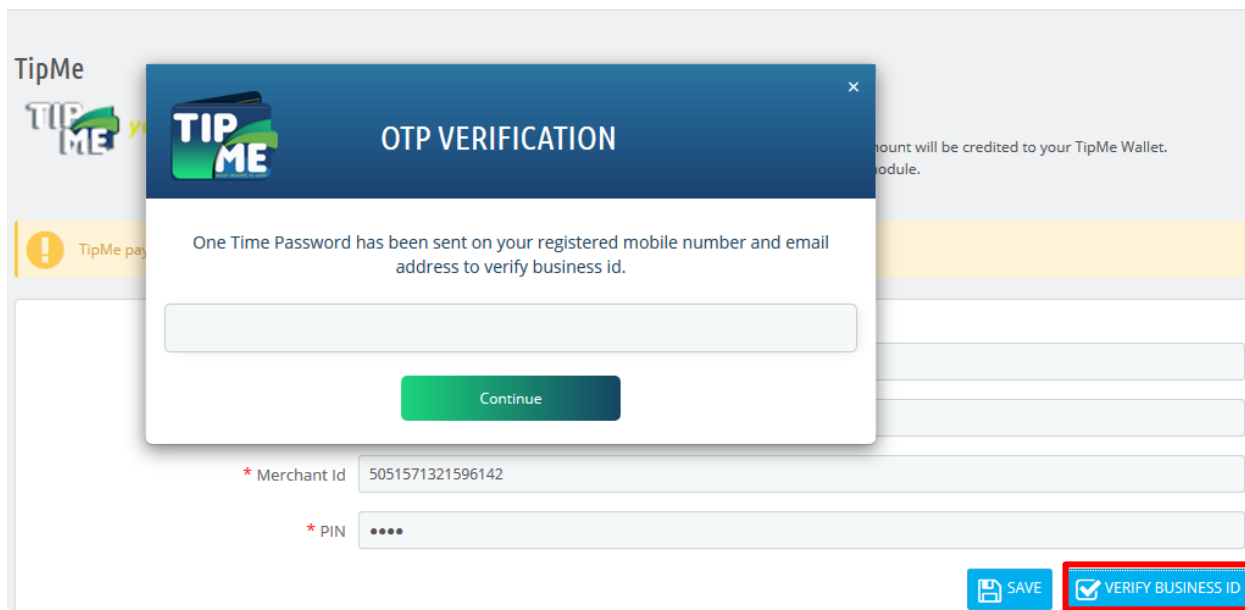 TipMe
TIP ME
TIP ME
×
OTP VERIFICATION
ount will be credited to your TipMe Wallet.
odule.
TipMe pay
One Time Password has been sent on your registered mobile number and email
address to verify business id.
Continue
* Merchant Id 5051571321596142
* PIN ••••
SAVE VERIFY BUSINESS ID